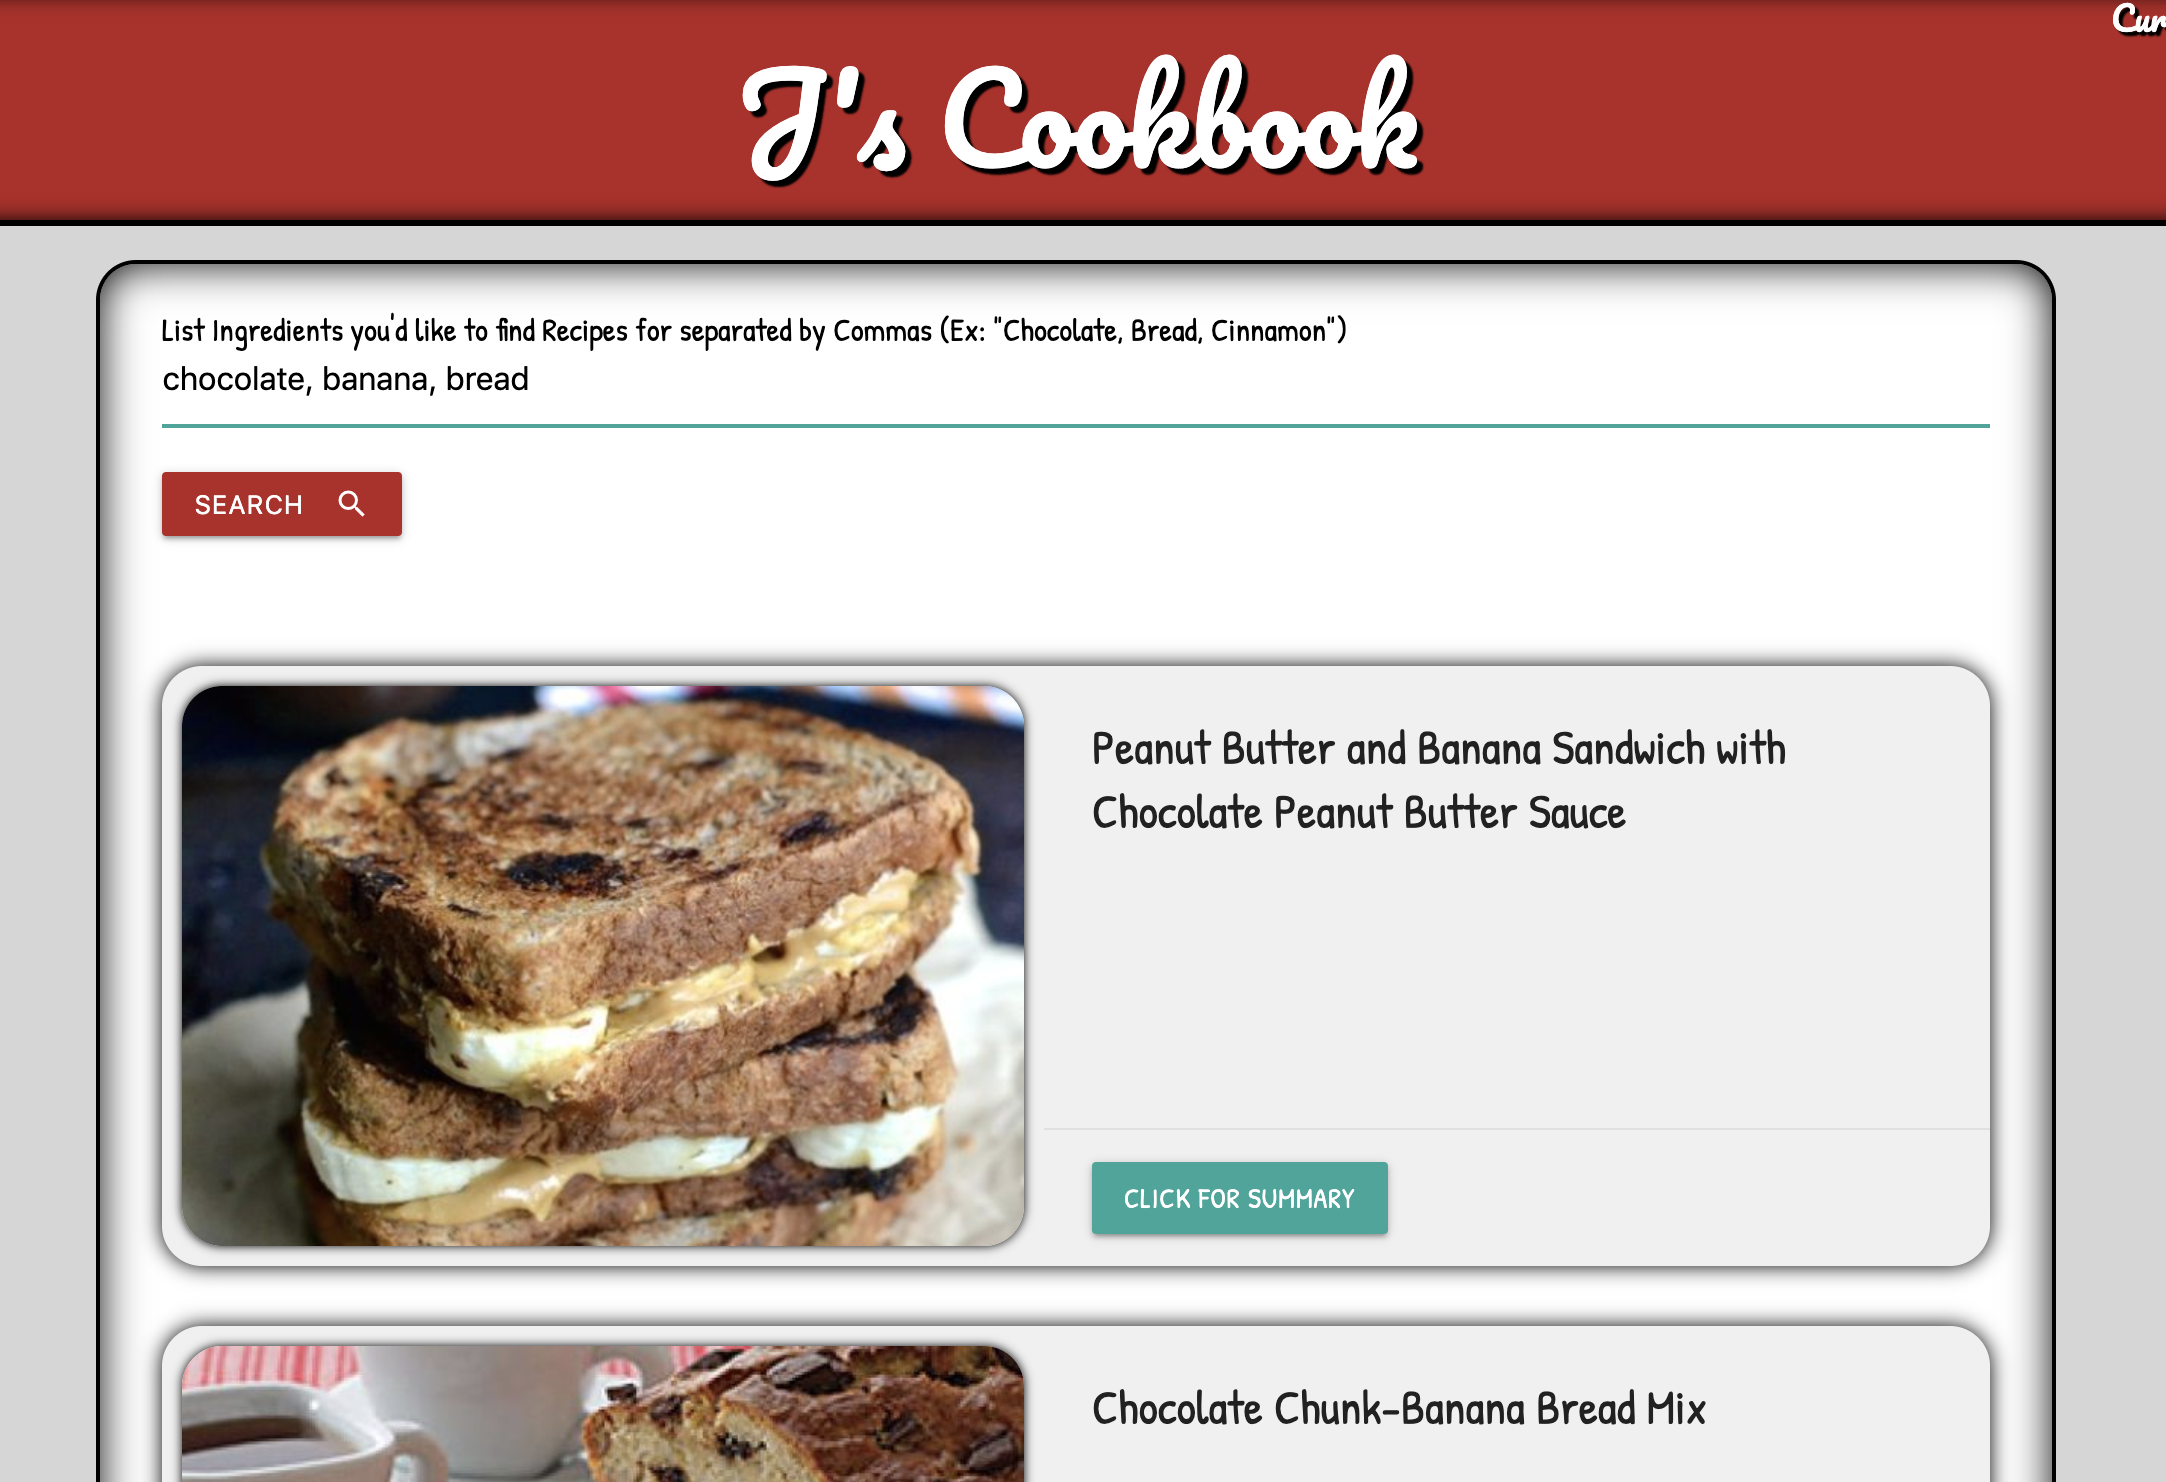 J's Cookbook
List Ingredients you'd like to find Recipes for separated by Commas (Ex: "Chocolate, Bread, Cinnamon")
chocolate, banana, bread
SEARCH
Peanut Butter and Banana Sandwich with
Chocolate Peanut Butter Sauce
CLICK FOR SUMMARY
Chocolate Chunk-Banana Bread Mix